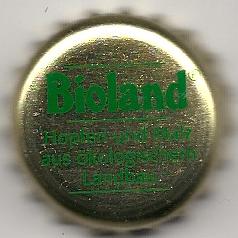 Bioland
Hopfen und Malz
aus ökologischem
Landbau